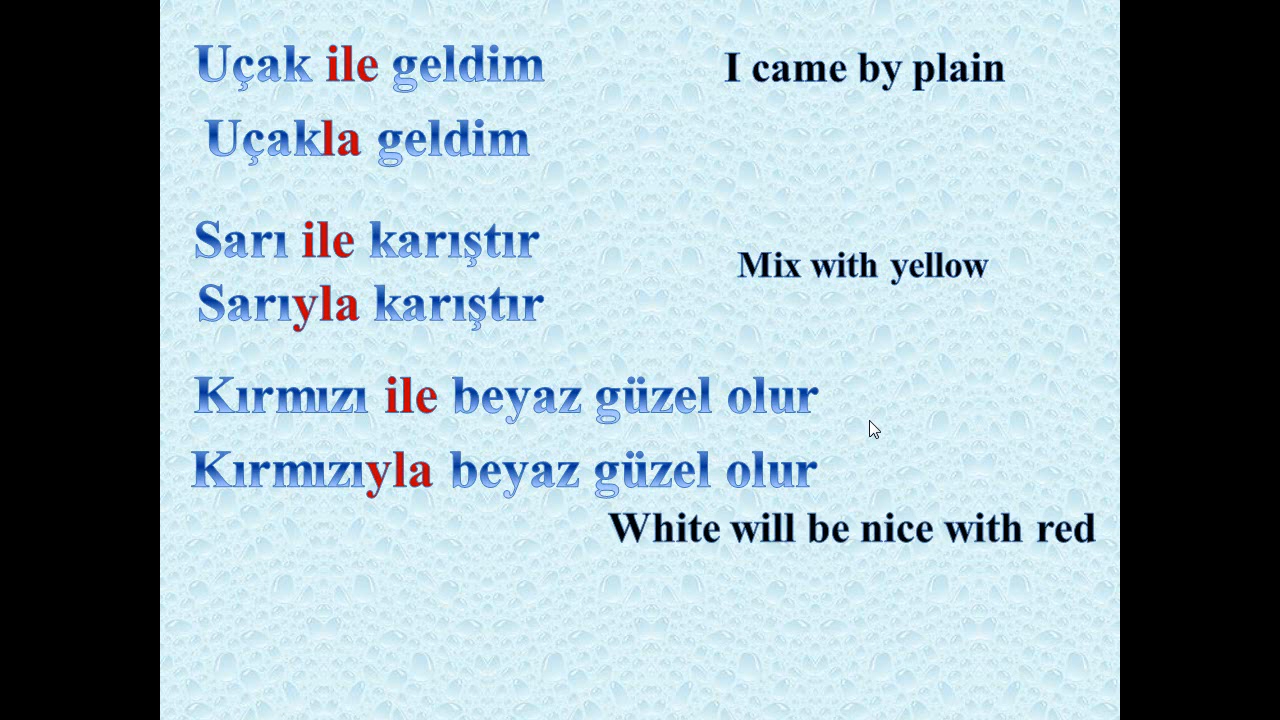 Uçak ile geldim
I came by plain
Uçakla geldim
Sarı ile karıştır
Mix with yellow
Sarıyla karıştır
Kırmızı ile beyaz güzel olur
Kırmızıyla beyaz güzel olur
White will be nice with red